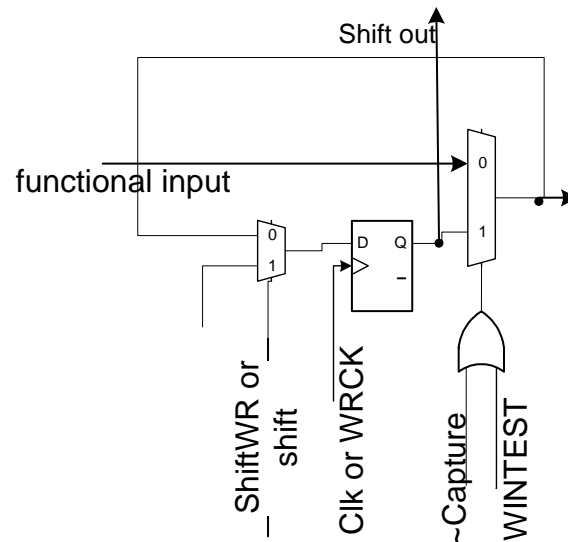 Shift out
0
functional input
1
0
1
D Q
ShiftWR or
shift
Clk or WRCK
~Capture
WINTEST